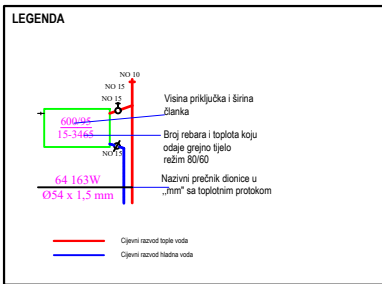 LEGENDA
NO 10
NO 15
NO 15
600/95
15-3465
NO 15
Visina priključka i širina
članka
Broj rebara i toplota koju
odaje grejno tijelo
režim 80/60
64 163W
Ø54 x 1,5 mm
Nazivni prečnik dionice u
,,mm" sa toplotnim protokom
Cijevni razvod tople voda
Cijevni razvod hladna voda